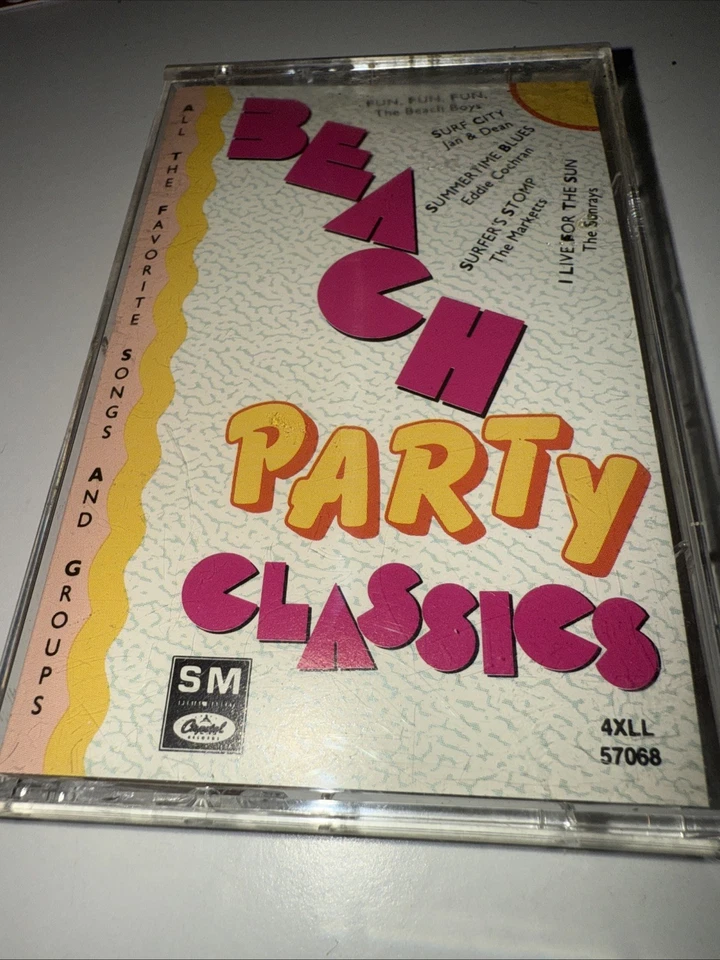 ALL THE FAVORITE SONGS AND GROUPS
FUN, FUN, FUN,
The Beach Boys
SURF CITY
Jan & Dean
SUMMERTIME BLUES
Eddie Cochran
SURFER'S STOMP
The Marketts
I LIVE FOR THE SUN
The Sunrays
BEACH
PARTY
CLASSICS
SM
Capitol
RECORDS
4XLL
57068